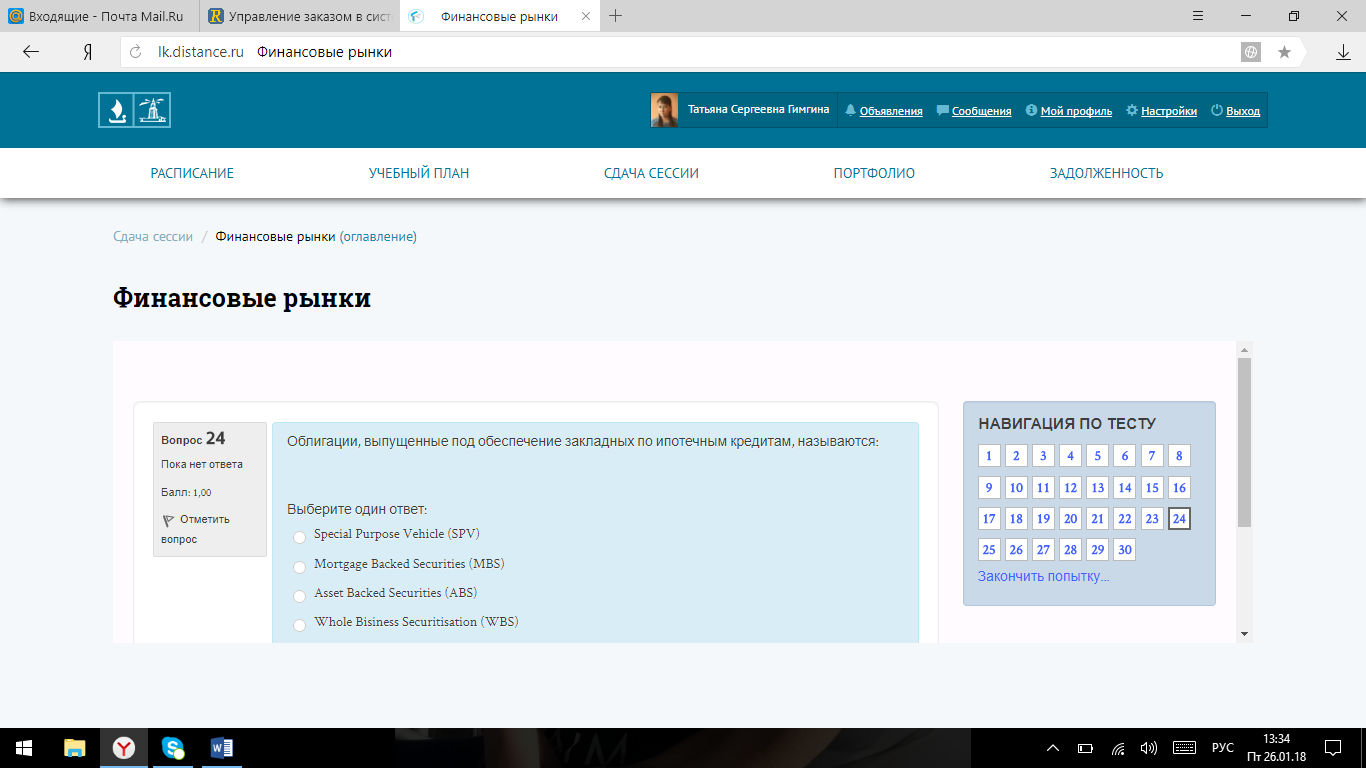 Входящие - Почта Mail.Ru
Управление заказом в сист
Финансовые рынки
lk.distance.ru Финансовые рынки
Татьяна Сергеевна Гимгина
Объявления
Сообщения
Мой профиль
Настройки
Выход
РАСПИСАНИЕ
УЧЕБНЫЙ ПЛАН
СДАЧА СЕССИИ
ПОРТФОЛИО
ЗАДОЛЖЕННОСТЬ
Сдача сессии / Финансовые рынки (оглавление)
Финансовые рынки
Вопрос 24
Пока нет ответа
Балл: 1,00
Отметить
вопрос
Облигации, выпущенные под обеспечение закладных по ипотечным кредитам, называются:
Выберите один ответ:
Special Purpose Vehicle (SPV)
Mortgage Backed Securities (MBS)
Asset Backed Securities (ABS)
Whole Bisiness Securitisation (WBS)
НАВИГАЦИЯ ПО ТЕСТУ
1 2 3 4 5 6 7 8
9 10 11 12 13 14 15 16
17 18 19 20 21 22 23 24
25 26 27 28 29 30
Закончить попытку...
РУС
13:34
Пт 26.01.18